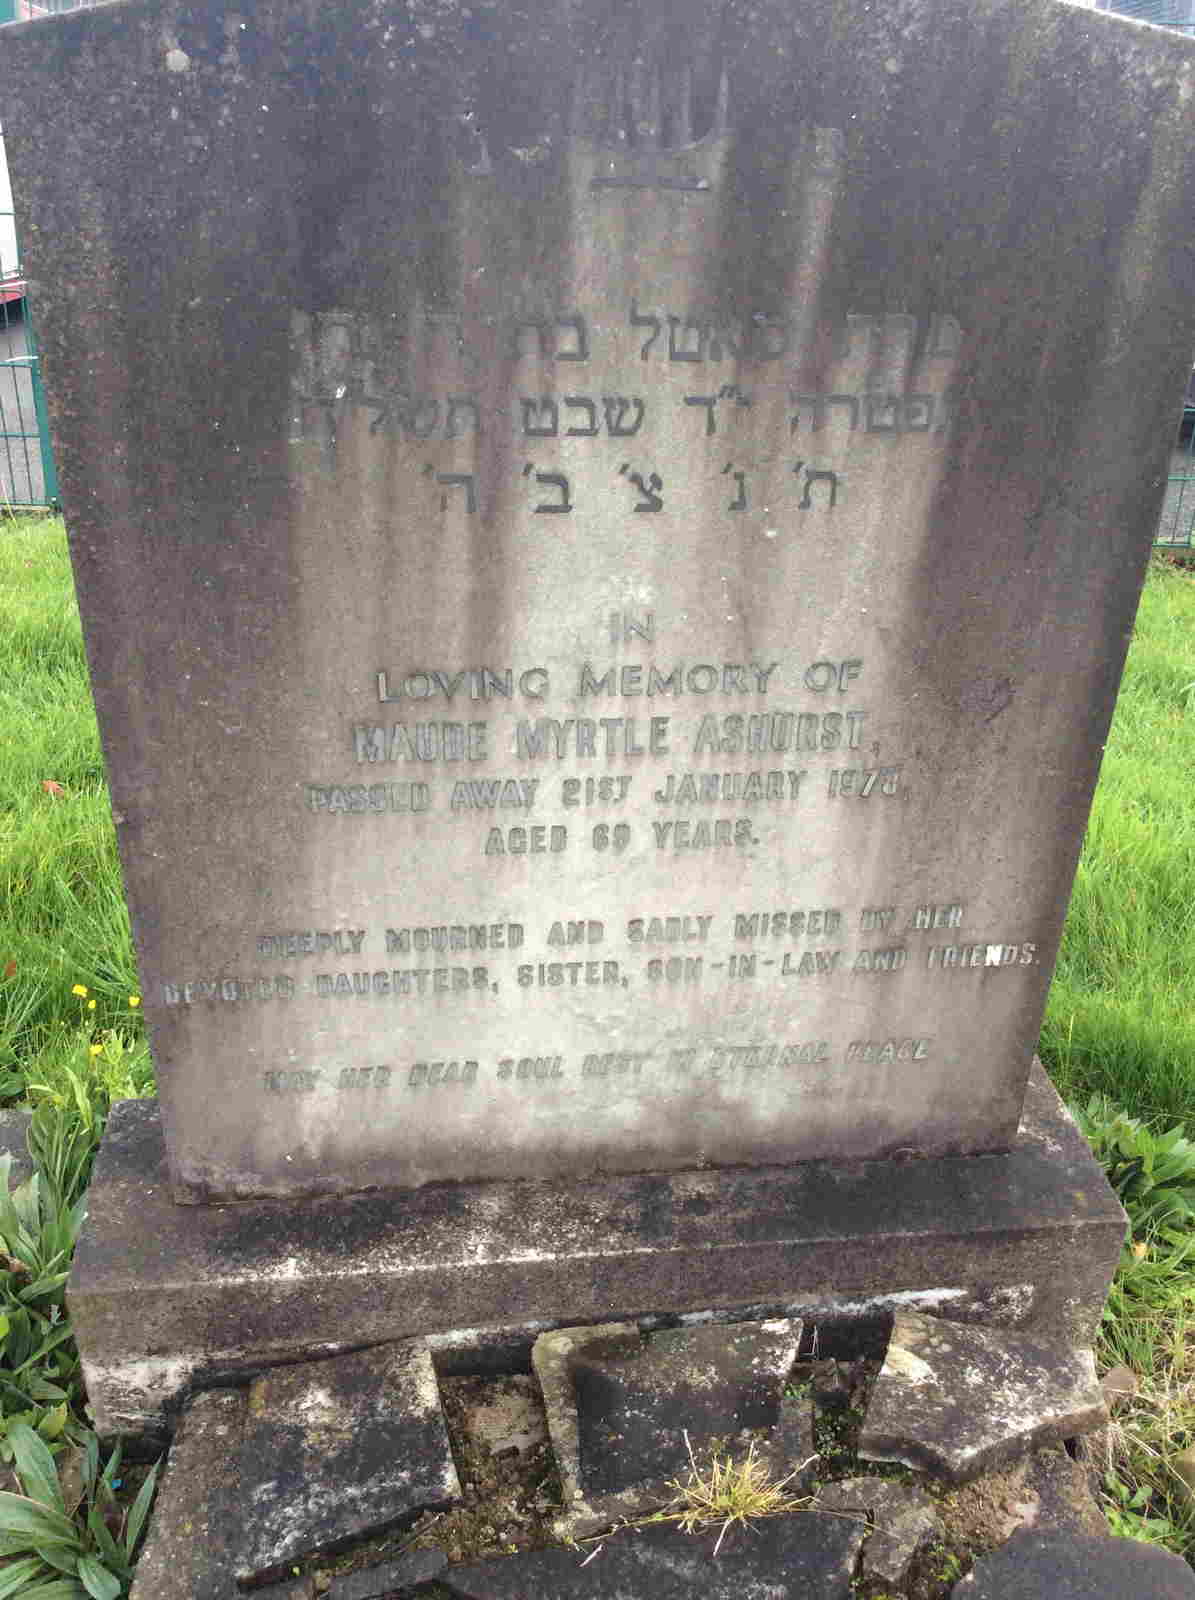 מרת מאטל בת
נפטרה י"ד שבט תשל"ח
ת' נ' צ' ב' ה'
IN
LOVING MEMORY OF
MAUDE MYRTLE ASHURST,
PASSED AWAY 21ST JANUARY 1978,
AGED 69 YEARS.
DEEPLY MOURNED AND SADLY MISSED BY HER
DEVOTED DAUGHTERS, SISTER, SON-IN-LAW AND FRIENDS.
MAY HER DEAR SOUL REST IN ETERNAL PEACE